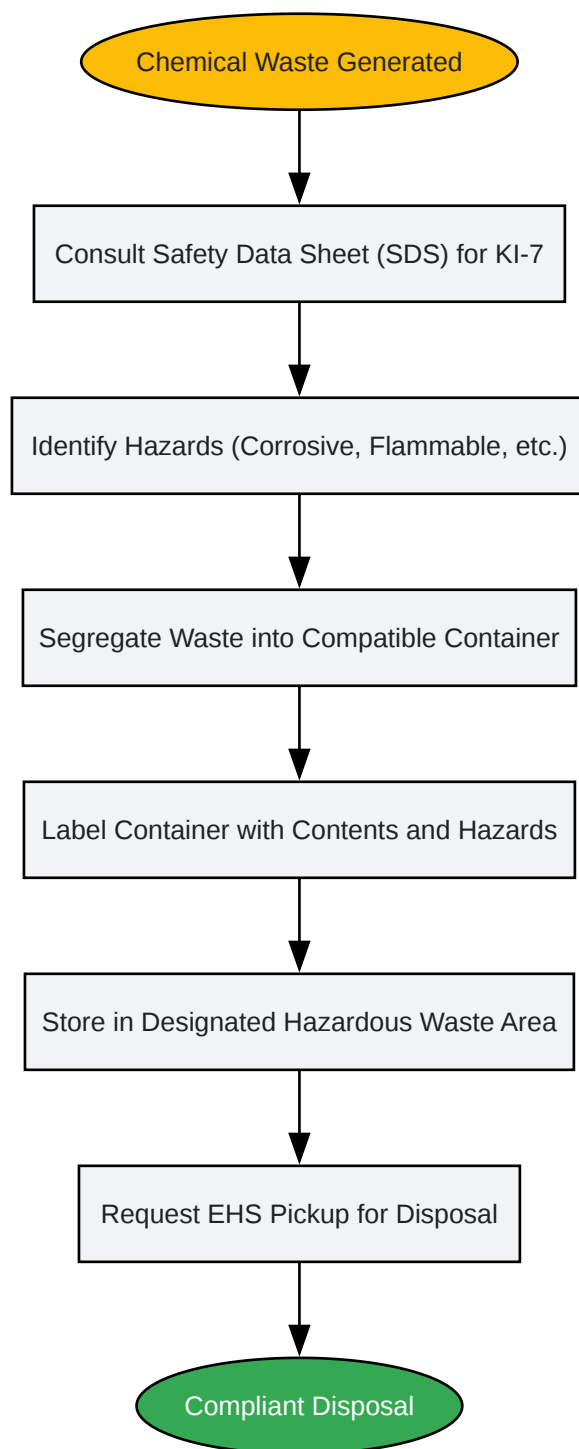 Chemical Waste Generated
Consult Safety Data Sheet (SDS) for KI-7
Identify Hazards (Corrosive, Flammable, etc.)
Segregate Waste into Compatible Container
Label Container with Contents and Hazards
Store in Designated Hazardous Waste Area
Request EHS Pickup for Disposal
Compliant Disposal